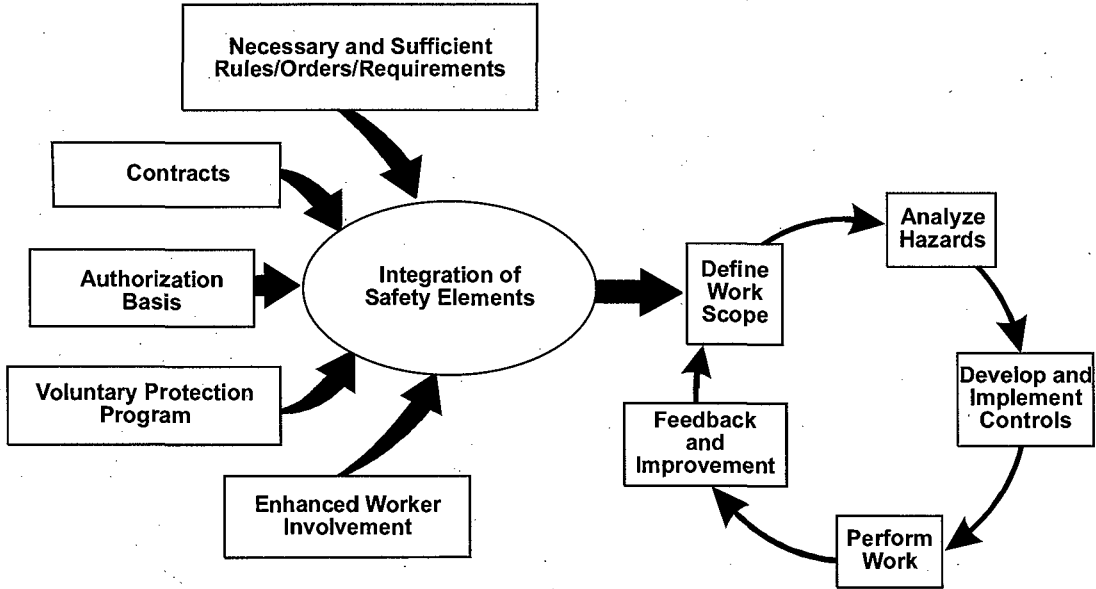 Necessary and Sufficient
Rules/Orders/Requirements
Contracts
Authorization
Basis
Voluntary Protection
Program
Enhanced Worker
Involvement
Integration of
Safety Elements
Define
Work
Scope
Analyze
Hazards
Develop and
Implement
Controls
Perform
Work
Feedback
and
Improvement